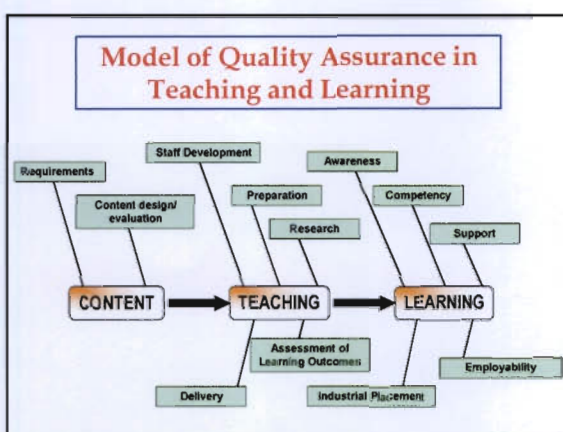 Model of Quality Assurance in
Teaching and Learning
Staff Development
Awareness
Requirements
Preparation
Competency
Content design/
evaluation
Research
Support
CONTENT
TEACHING
LEARNING
Assessment of
Learning Outcomes
Employability
Delivery
Industrial Placement